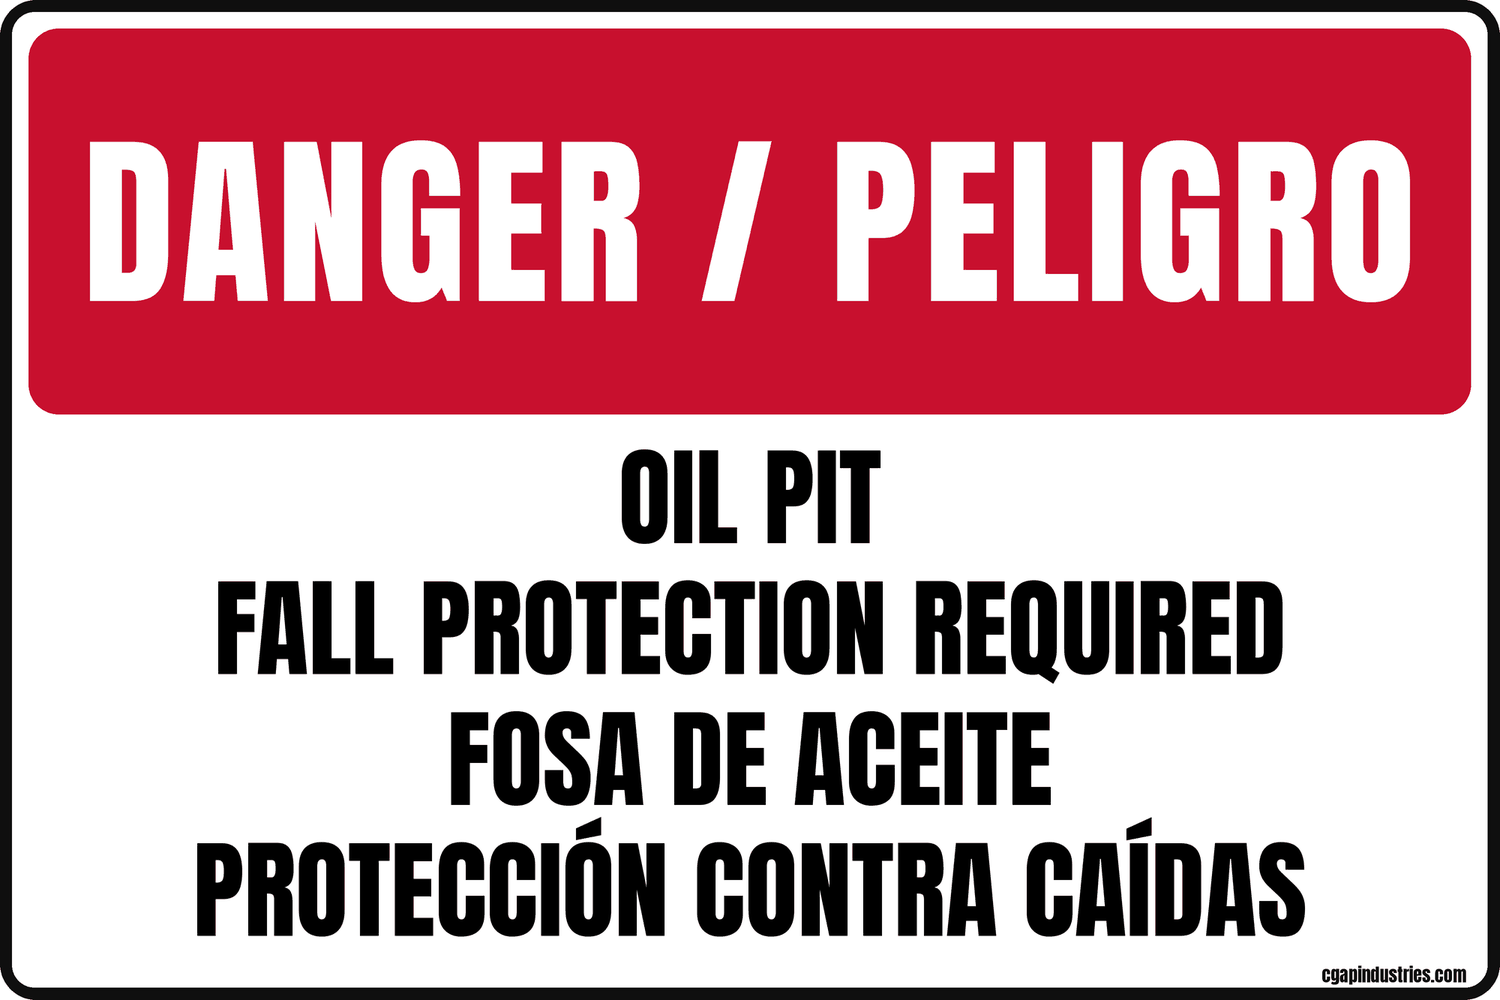 DANGER / PELIGRO
OIL PIT
FALL PROTECTION REQUIRED
FOSA DE ACEITE
PROTECCIÓN CONTRA CAÍDAS
cgapindustries.com